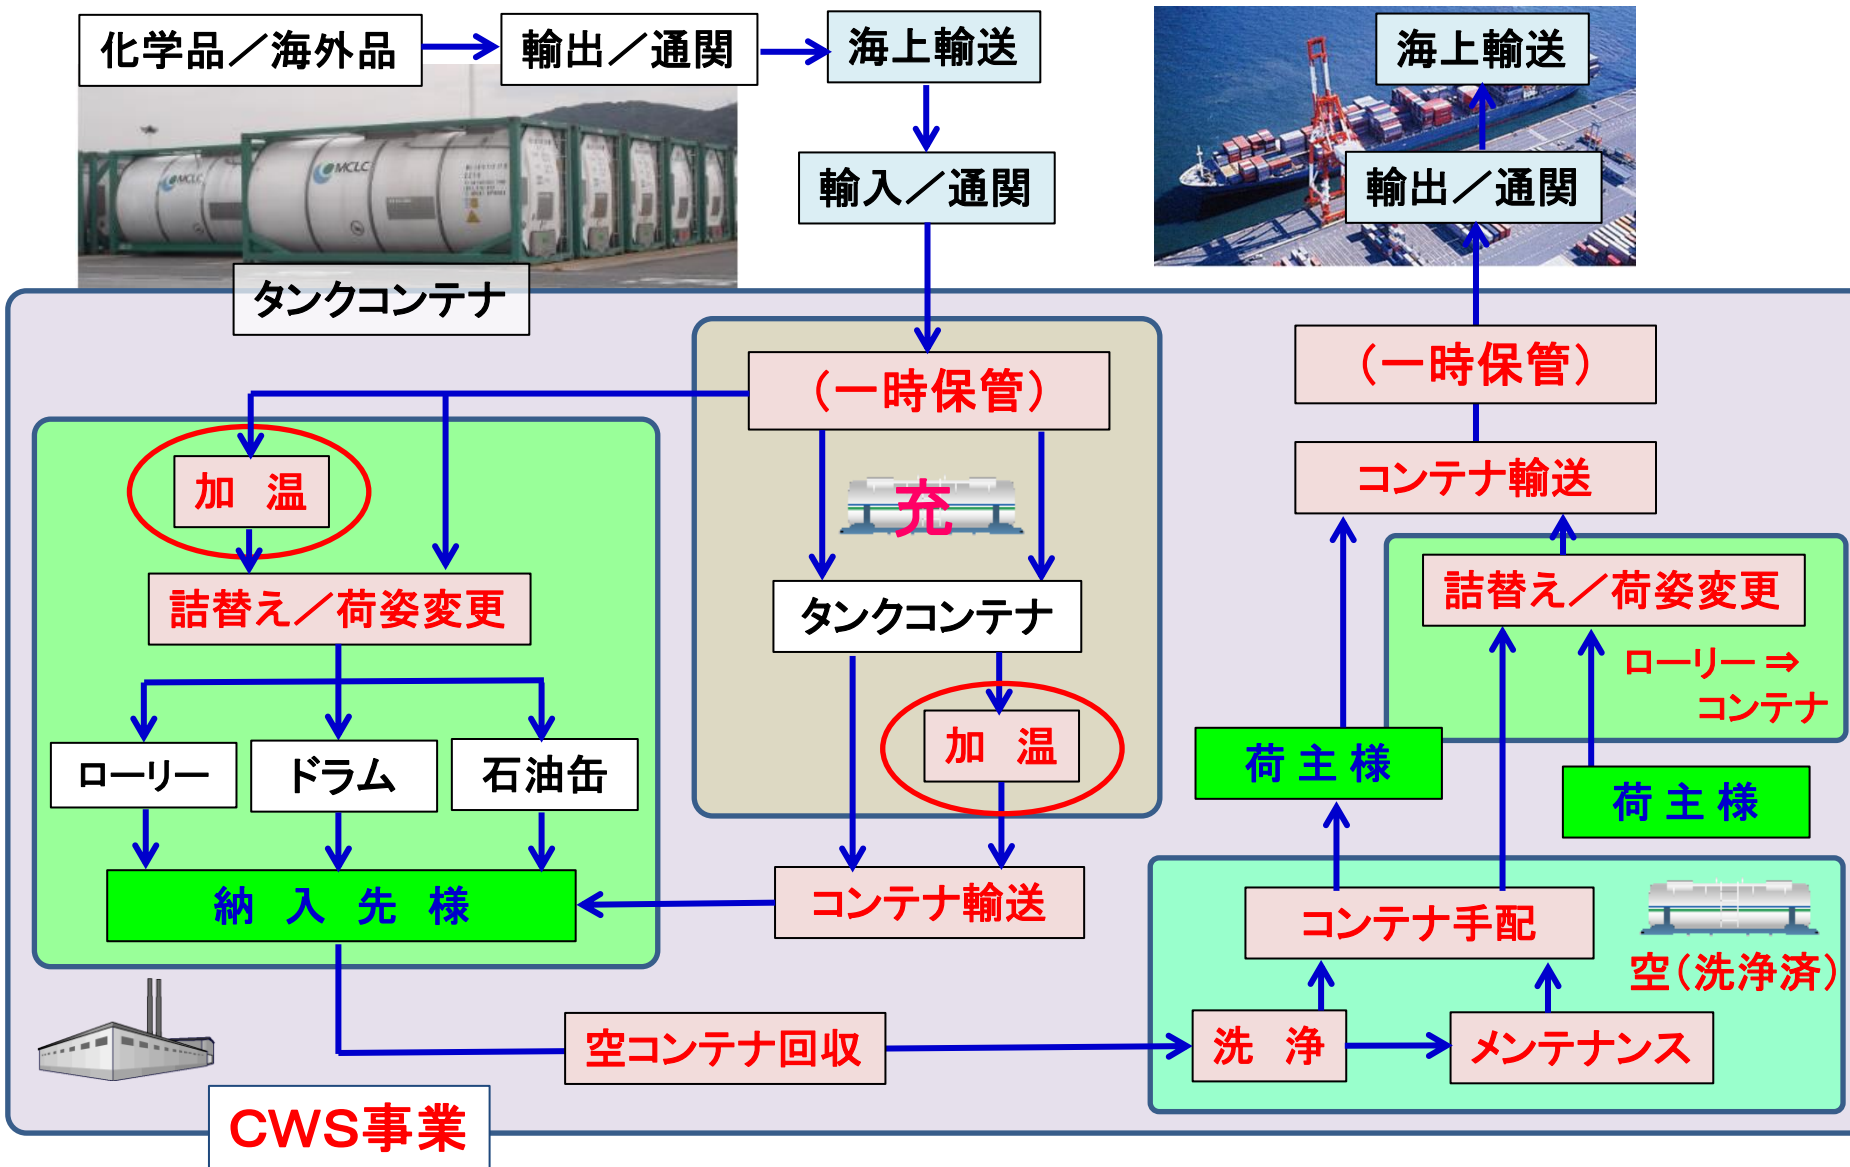 化学品／海外品
輸出／通関
海上輸送
海上輸送
MCLC
MCLC
輸入／通関
輸出／通関
タンクコンテナ
（一時保管）
（一時保管）
加 温
充
コンテナ輸送
詰替え／荷姿変更
タンクコンテナ
詰替え／荷姿変更
ローリー ⇒
コンテナ
ローリー
ドラム
石油缶
加 温
荷 主 様
荷 主 様
納 入 先 様
コンテナ輸送
コンテナ手配
空（洗浄済）
空コンテナ回収
洗 浄
メンテナンス
CWS事業